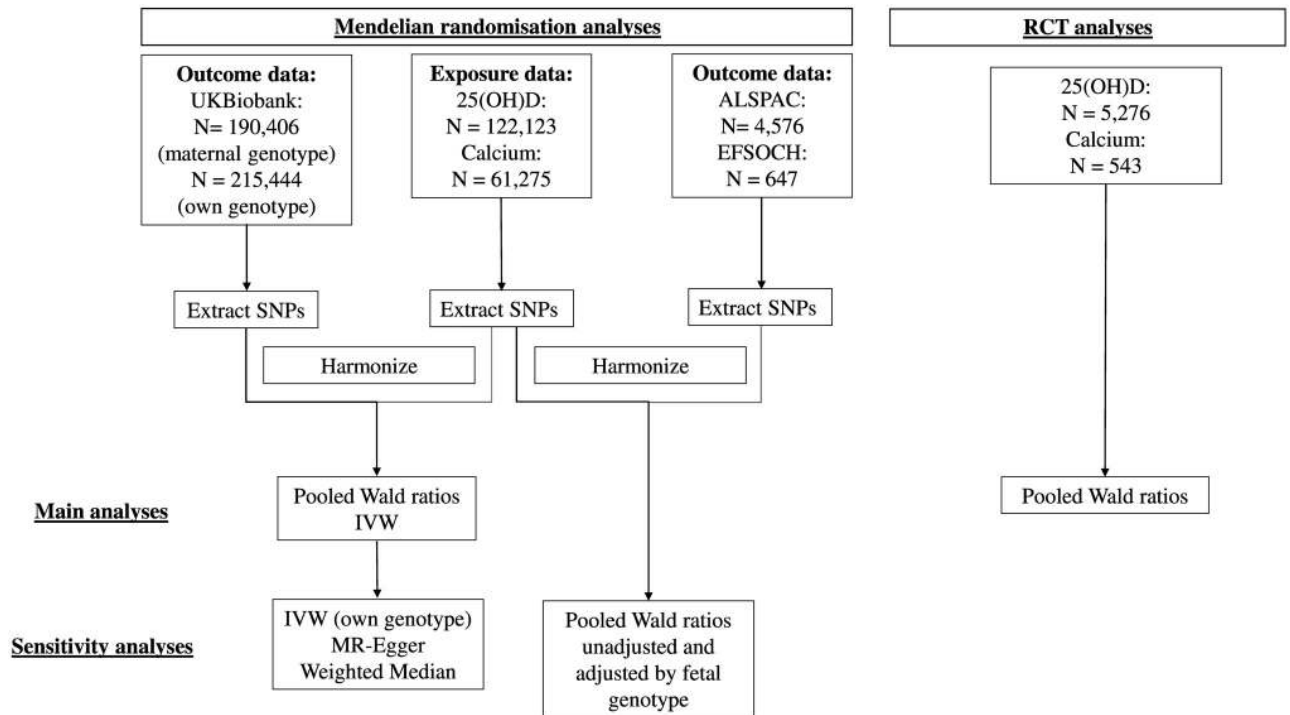 Mendelian randomisation analyses
RCT analyses
Outcome data:
UKBiobank:
N= 190,406
(maternal genotype)
N = 215,444
(own genotype)
Exposure data:
25(OH)D:
N = 122,123
Calcium:
N = 61,275
Outcome data:
ALSPAC:
N= 4,576
EFSOCH:
N = 647
25(OH)D:
N = 5,276
Calcium:
N = 543
Extract SNPs
Extract SNPs
Extract SNPs
Harmonize
Harmonize
Main analyses
Pooled Wald ratios
IVW
Pooled Wald ratios
Sensitivity analyses
IVW (own genotype)
MR-Egger
Weighted Median
Pooled Wald ratios
unadjusted and
adjusted by fetal
genotype